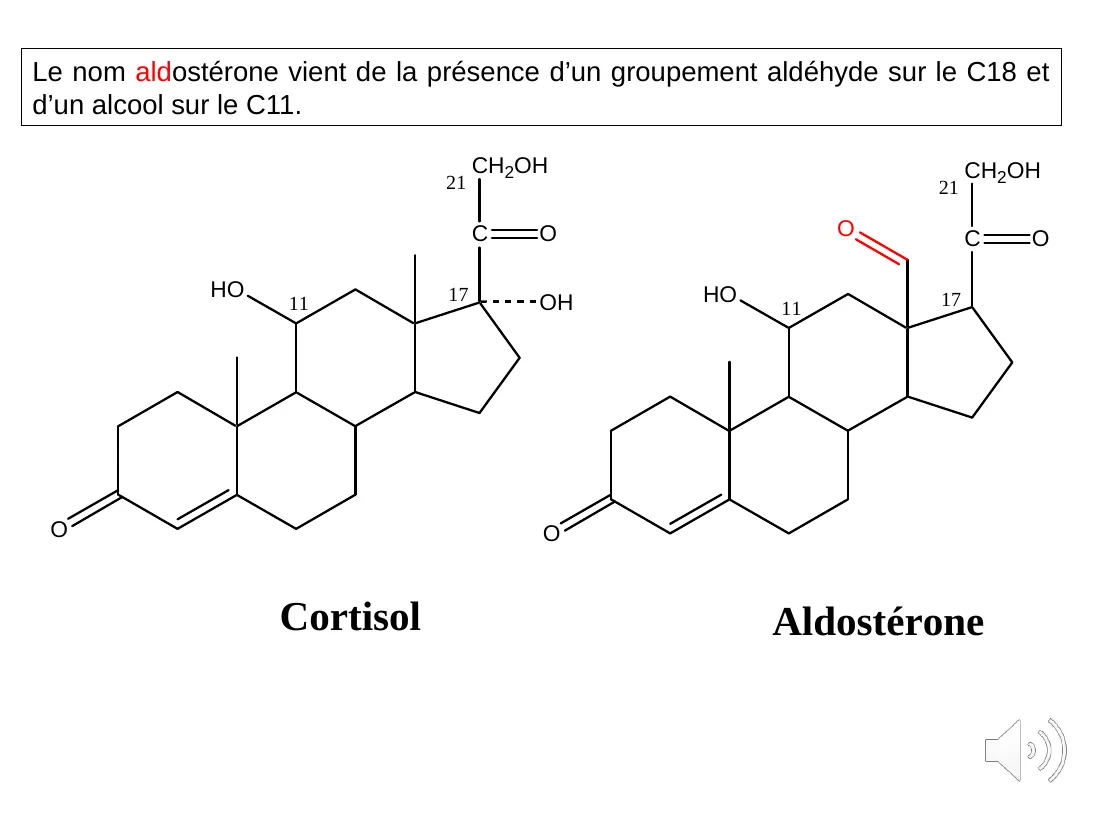 Le nom aldostérone vient de la présence d’un groupement aldéhyde sur le C18 et
d’un alcool sur le C11.
CH2OH
21
C
O
HO
11
17
OH
O
Cortisol
CH2OH
21
O
C
O
HO
11
17
O
Aldostérone